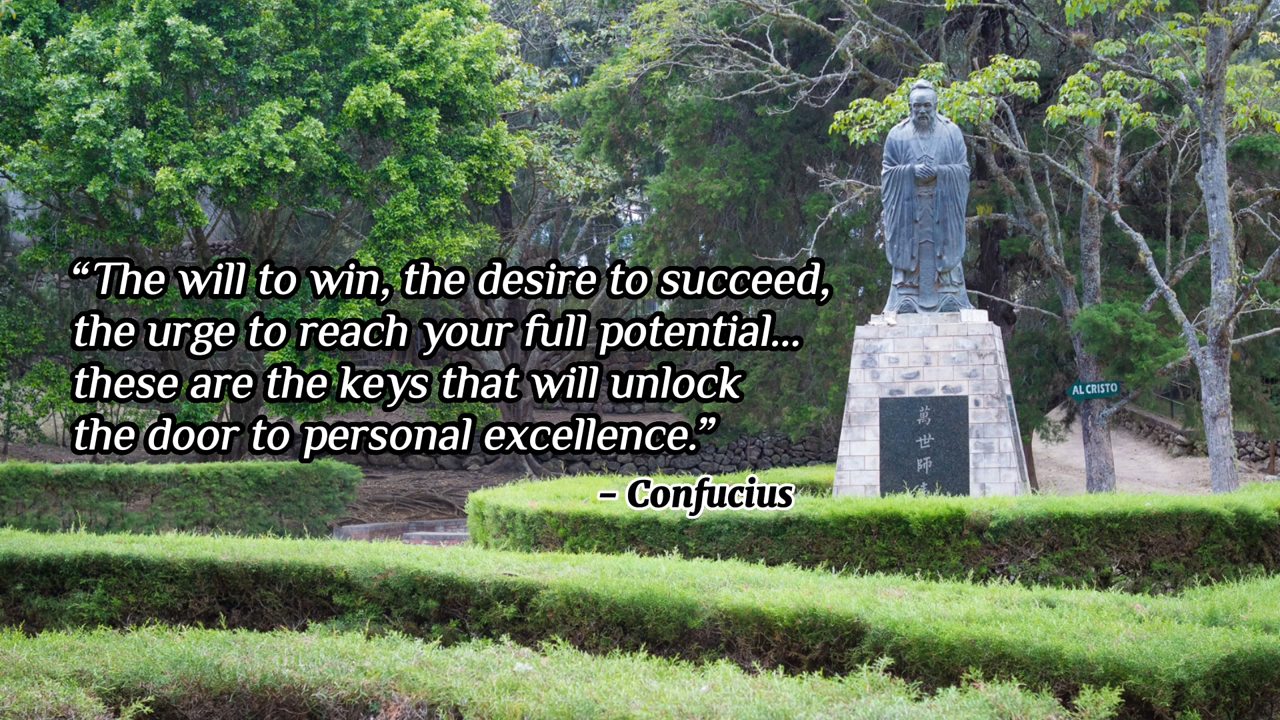 “The will to win, the desire to succeed,
the urge to reach your full potential...
these are the keys that will unlock
the door to personal excellence.”
– Confucius
AL CRISTO
萬
世
師